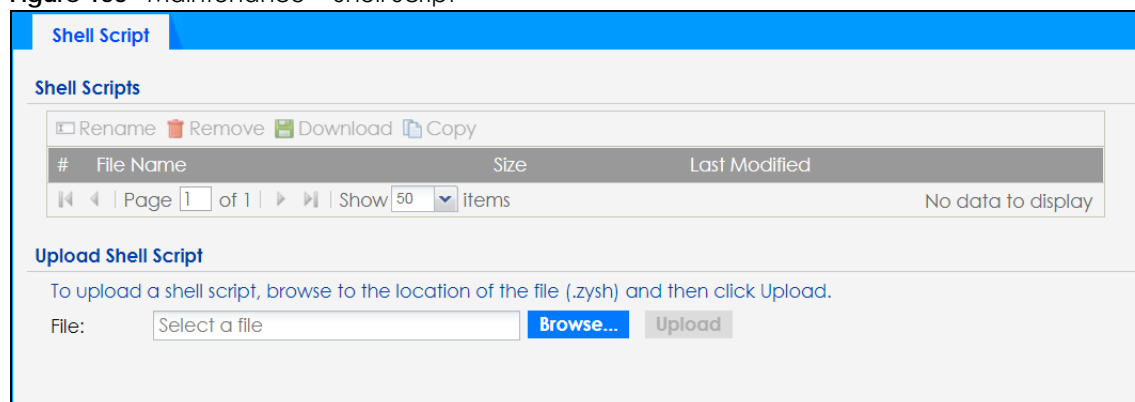 Shell Script
Shell Scripts
Rename Remove Download Copy
# File Name Size Last Modified
Page 1 of 1 Show 50 items No data to display
Upload Shell Script
To upload a shell script, browse to the location of the file (.zysh) and then click Upload.
File: Select a file Browse... Upload